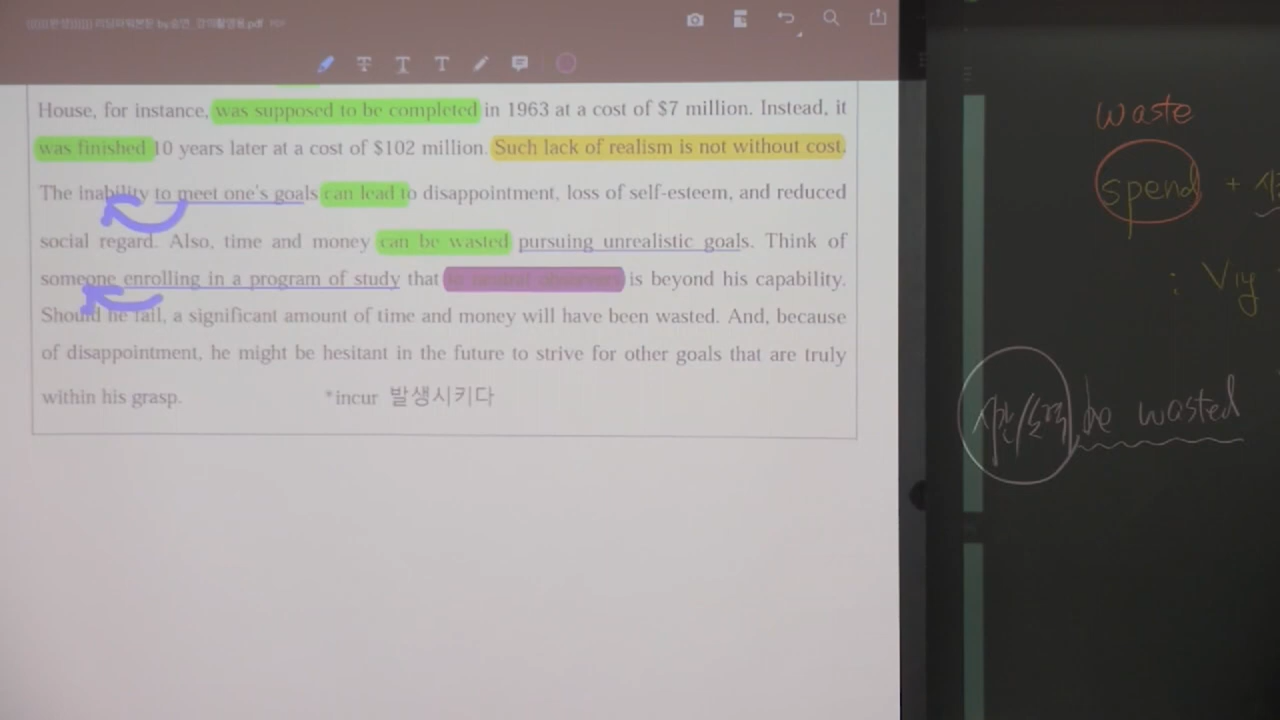 House, for instance, was supposed to be completed in 1963 at a cost of $7 million. Instead, it
was finished 10 years later at a cost of $102 million. Such lack of realism is not without cost.
The inability to meet one's goals can lead to disappointment, loss of self-esteem, and reduced
social regard. Also, time and money can be wasted pursuing unrealistic goals. Think of
someone enrolling in a program of study that to neutral observers is beyond his capability.
Should he fail, a significant amount of time and money will have been wasted. And, because
of disappointment, he might be hesitant in the future to strive for other goals that are truly
within his grasp.
*incur 발생시키다
waste
spend +
: Ving
be wasted